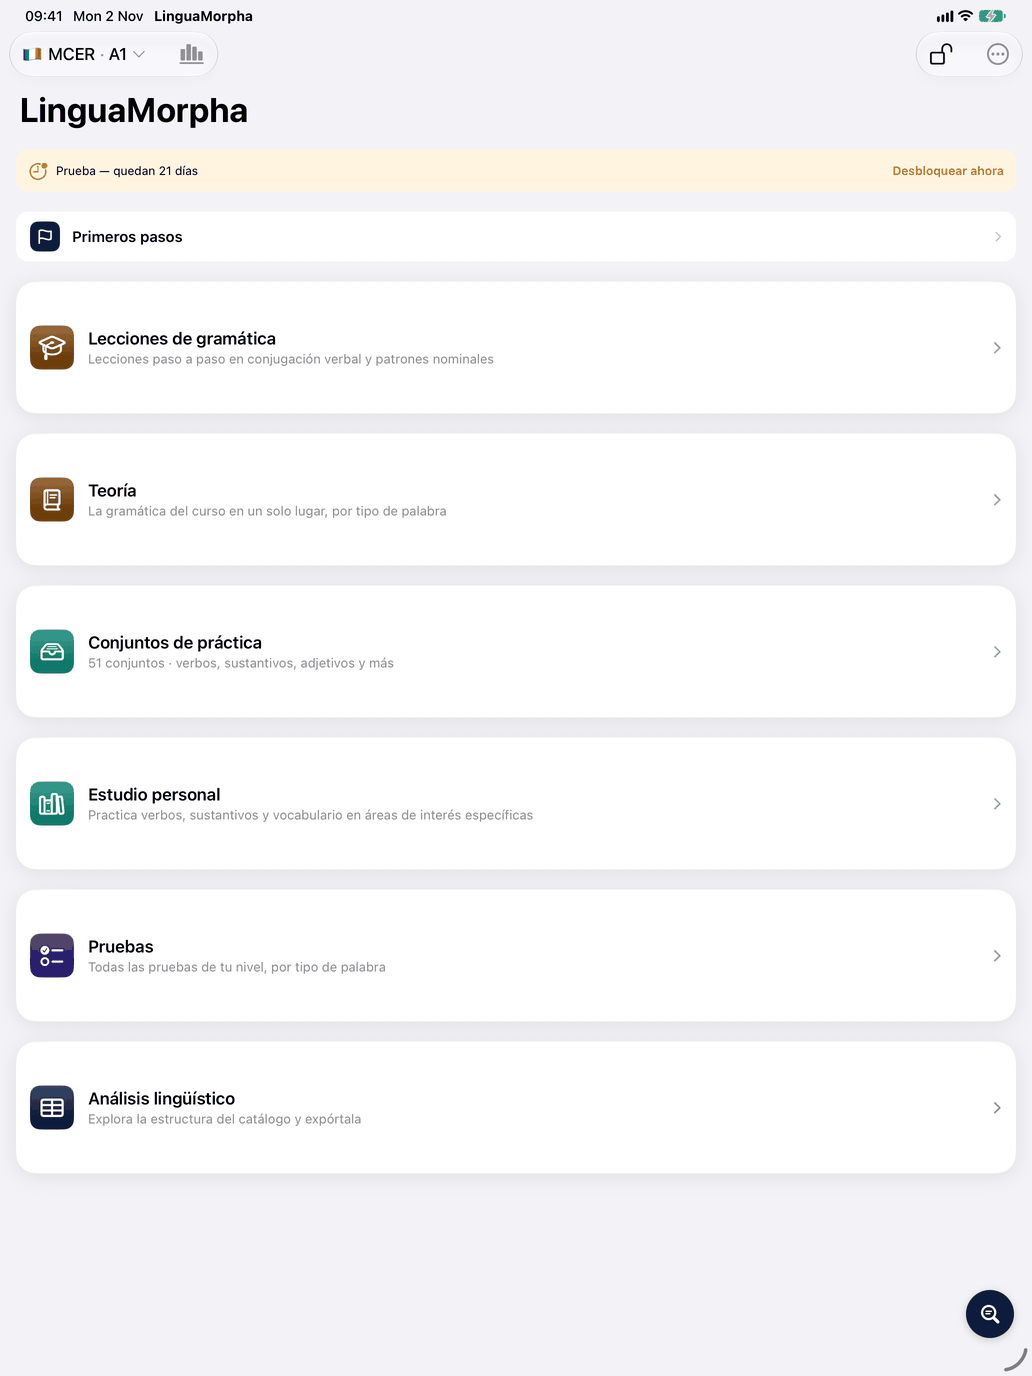 09:41 Mon 2 Nov LinguaMorpha
MCER · A1
LinguaMorpha
Prueba — quedan 21 días
Desbloquear ahora
Primeros pasos
Lecciones de gramática
Lecciones paso a paso en conjugación verbal y patrones nominales
Teoría
La gramática del curso en un solo lugar, por tipo de palabra
Conjuntos de práctica
51 conjuntos · verbos, sustantivos, adjetivos y más
Estudio personal
Practica verbos, sustantivos y vocabulario en áreas de interés específicas
Pruebas
Todas las pruebas de tu nivel, por tipo de palabra
Análisis lingüístico
Explora la estructura del catálogo y expórtala